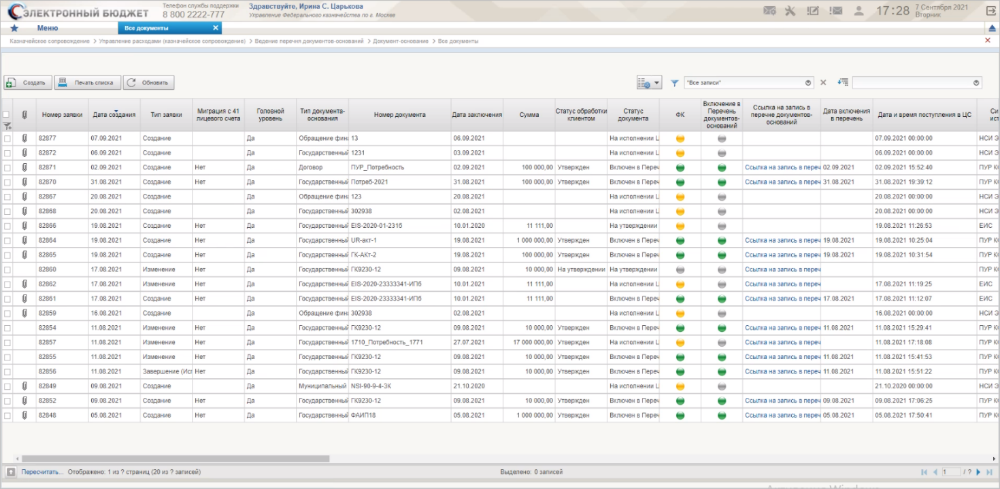 ЭЛЕКТРОННЫЙ БЮДЖЕТ
Телефон службы поддержки
8 800 2222-777
Здравствуйте, Ирина С. Царькова
Управление Федерального казначейства по г. Москве
17:28
7 Сентября 2021
Вторник
Меню
Все документы
Казначейское сопровождение > Управление расходами (казначейское сопровождение) > Ведение перечня документов-оснований > Документ-основание > Все документы
Создать Печать списка Обновить "Все записи"
Номер заявки Дата создания Тип заявки Миграция с 41 лицевого счета Головной уровень Тип документа-основания Номер документа Дата заключения Сумма Статус обработки клиентом Статус документа ФК Включение в Перечень документов-оснований Ссылка на запись в перечне документов-оснований Дата включения в перечень Дата и время поступления в ЦС Си ист
82877 07.09.2021 Создание Да Обращение фина 13 06.09.2021 На исполнении Ц 07.09.2021 00:00:00 НСИ Э
82872 06.09.2021 Создание Да Государственный 1231 03.09.2021 На исполнении Ц 06.09.2021 00:00:00 НСИ Э
82871 02.09.2021 Создание Нет Да Договор ПУР_Потребность 02.09.2021 100 000,00 Утвержден Включен в Переч Ссылка на запись в переч 02.09.2021 02.09.2021 15:52:40 ПУР К
82870 31.08.2021 Создание Нет Да Государственный Потреб-2021 31.08.2021 100 000,00 Утвержден Включен в Переч Ссылка на запись в переч 31.08.2021 31.08.2021 19:39:12 ПУР К
82867 20.08.2021 Создание Да Обращение фина 123 20.08.2021 На исполнении Ц 20.08.2021 00:00:00 НСИ Э
82868 20.08.2021 Создание Да Государственный 302938 02.08.2021 На исполнении Ц 20.08.2021 00:00:00 НСИ Э
82866 19.08.2021 Создание Нет Да Государственный EIS-2020-01-2316 10.01.2020 11 111,00 На утверждении 19.08.2021 11:26:53 ЕИС
82864 19.08.2021 Создание Нет Да Государственный UR-акт-1 19.08.2021 1 000 000,00 Утвержден Включен в Переч Ссылка на запись в переч 19.08.2021 19.08.2021 10:25:04 ПУР К
82865 19.08.2021 Создание Нет Да Государственный ГК-АКт-2 19.08.2021 100 000,00 Утвержден Включен в Переч Ссылка на запись в переч 19.08.2021 19.08.2021 10:31:54 ПУР К
82860 17.08.2021 Изменение Нет Да Государственный ГК9230-12 09.08.2021 10 000,00 На утверждении На утверждении Ссылка на запись в переч ПУР К
82862 17.08.2021 Изменение Нет Да Государственный EIS-2020-23333341-ИПб 10.01.2021 11 111,00 На исполнении Ц Ссылка на запись в переч 17.08.2021 11:19:25 ЕИС
82861 17.08.2021 Создание Нет Да Государственный EIS-2020-23333341-ИПб 10.01.2021 11 111,00 Включен в Переч Ссылка на запись в переч 17.08.2021 17.08.2021 11:12:07 ЕИС
82859 16.08.2021 Создание Да Обращение фина 302938 02.08.2021 На исполнении Ц 16.08.2021 00:00:00 НСИ Э
82854 11.08.2021 Изменение Нет Да Государственный ГК9230-12 09.08.2021 10 000,00 Утвержден Включен в Переч Ссылка на запись в переч 11.08.2021 11.08.2021 15:29:41 ПУР К
82857 11.08.2021 Изменение Нет Да Государственный 1710_Потребность_1771 27.07.2021 17 000 000,00 Утвержден На исполнении Ц Ссылка на запись в переч 11.08.2021 17:18:08 ПУР К
82855 11.08.2021 Изменение Нет Да Государственный ГК9230-12 09.08.2021 10 000,00 Утвержден Включен в Переч Ссылка на запись в переч 11.08.2021 11.08.2021 15:41:53 ПУР К
82856 11.08.2021 Завершение (Исг Нет Да Государственный ГК9230-12 09.08.2021 10 000,00 Утвержден Включен в Переч Ссылка на запись в переч 11.08.2021 11.08.2021 15:51:22 ПУР К
82849 09.08.2021 Создание Да Муниципальный NSI-90-9-4-ЗК 21.10.2020 На исполнении Ц 21.10.2020 00:00:00 НСИ Э
82852 09.08.2021 Создание Нет Да Государственный ГК9230-12 09.08.2021 10 000,00 Утвержден Включен в Переч Ссылка на запись в переч 09.08.2021 09.08.2021 17:06:25 ПУР К
82848 05.08.2021 Создание Нет Да Государственный ФАИП18 05.08.2021 1 000 000,00 Утвержден Включен в Переч Ссылка на запись в переч 05.08.2021 05.08.2021 17:50:41 ПУР К
Пересчитать... Отображено: 1 из ? страниц (20 из ? записей) Выделено: 0 записей 1 / ?